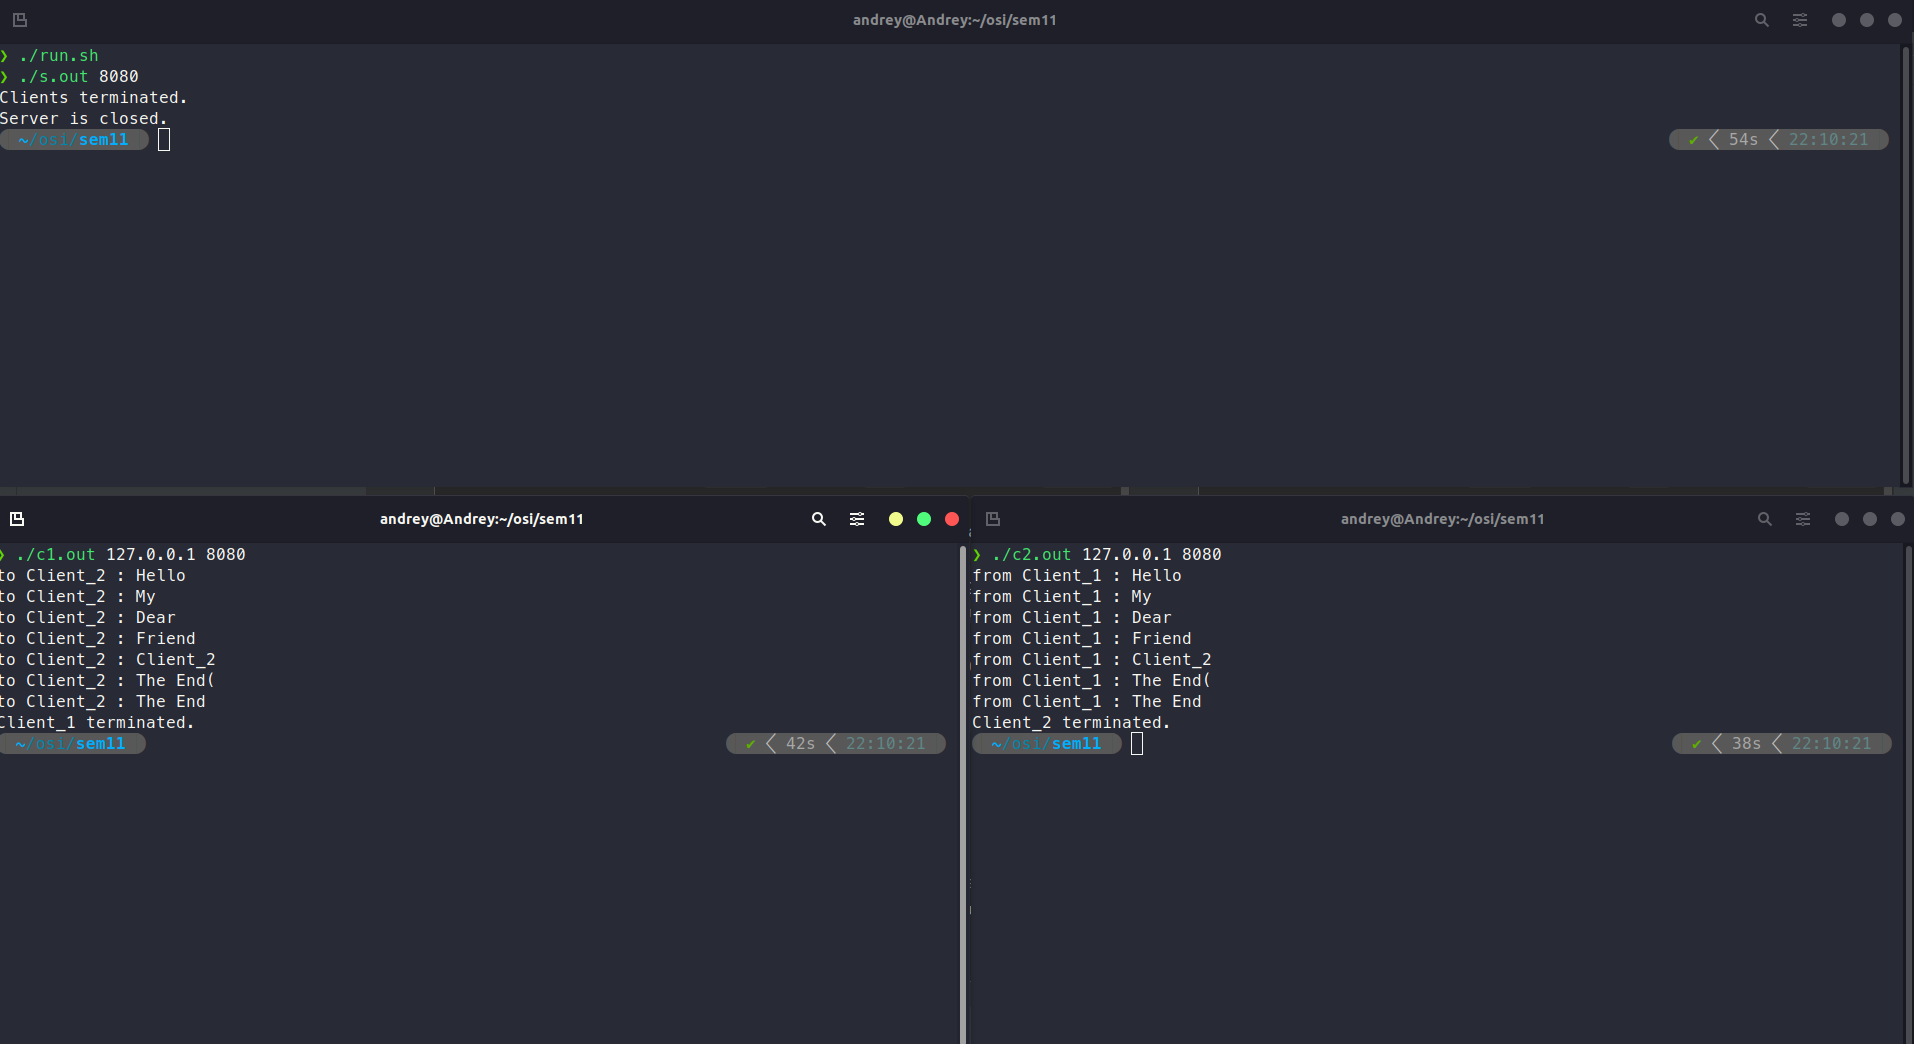 andrey@Andrey:~/osi/sem11
❯ ./run.sh
❯ ./s.out 8080
Clients terminated.
Server is closed.
~/osi/sem11 ✔ 54s 22:10:21
andrey@Andrey:~/osi/sem11
❯ ./c1.out 127.0.0.1 8080
to Client_2 : Hello
to Client_2 : My
to Client_2 : Dear
to Client_2 : Friend
to Client_2 : Client_2
to Client_2 : The End(
to Client_2 : The End
Client_1 terminated.
~/osi/sem11 ✔ 42s 22:10:21
andrey@Andrey:~/osi/sem11
❯ ./c2.out 127.0.0.1 8080
from Client_1 : Hello
from Client_1 : My
from Client_1 : Dear
from Client_1 : Friend
from Client_1 : Client_2
from Client_1 : The End(
from Client_1 : The End
Client_2 terminated.
~/osi/sem11 ✔ 38s 22:10:21